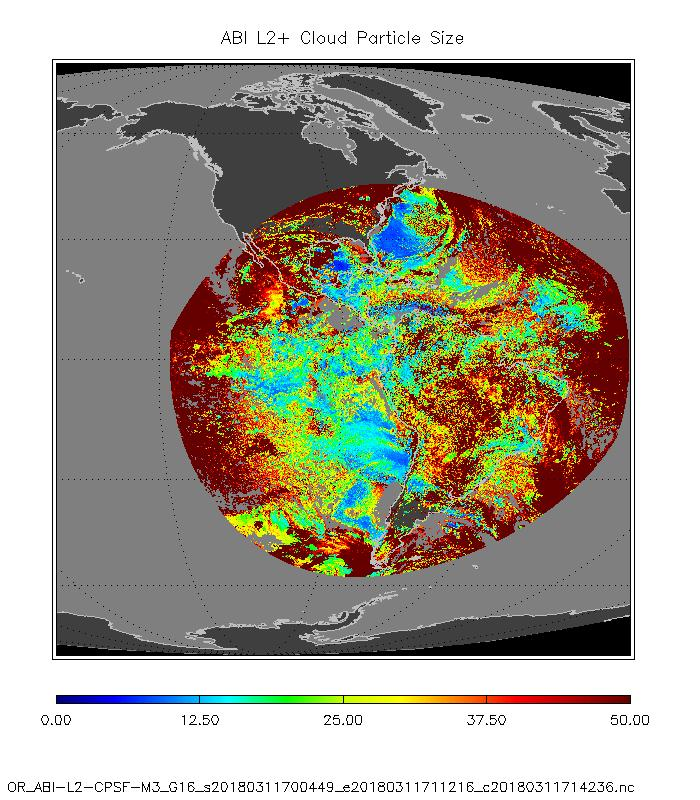 ABI L2+ Cloud Particle Size
0.00 12.50 25.00 37.50 50.00
OR_ABI-L2-CPSF-M3_G16_s20180311700449_e20180311711216_c20180311714236.nc